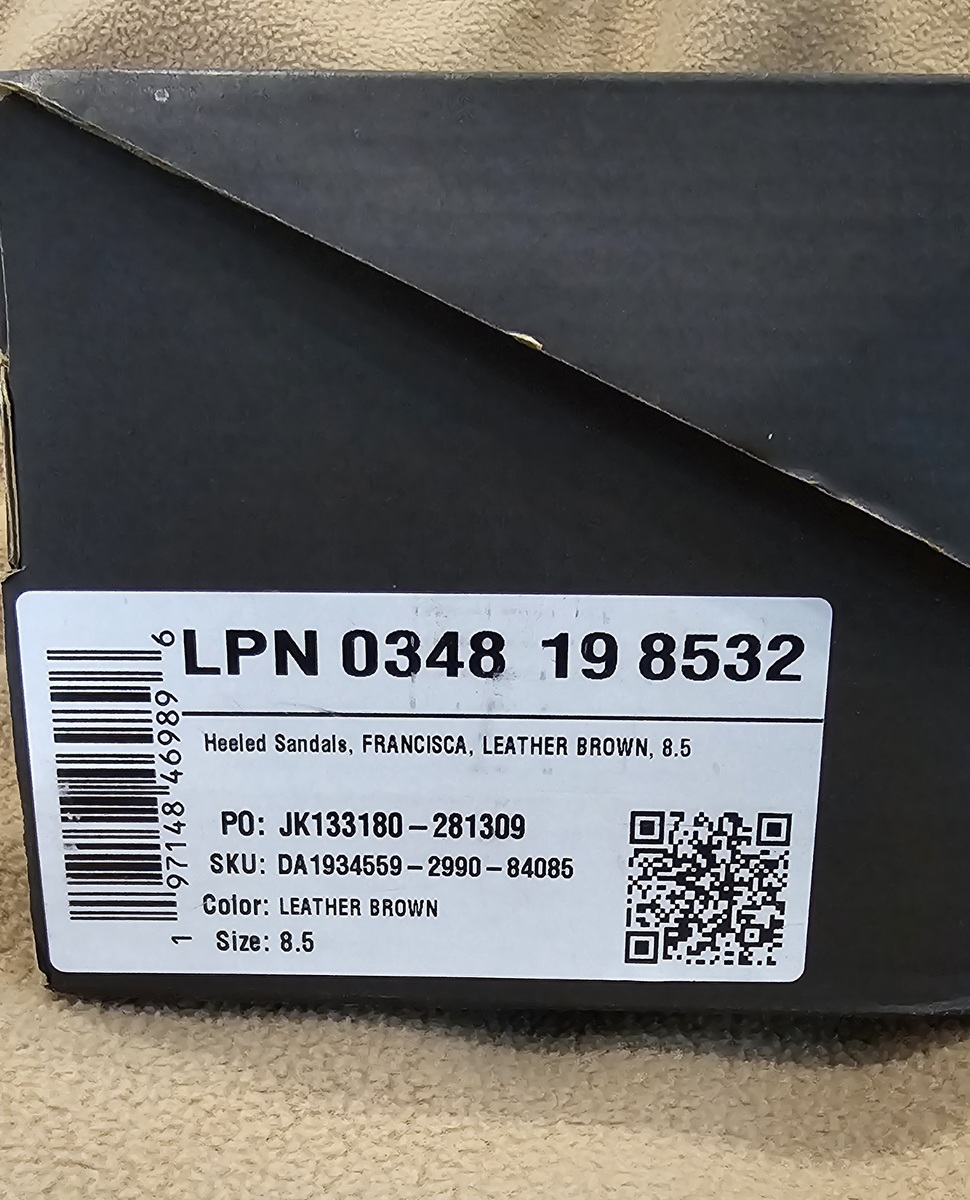 LPN 0348 19 8532
Heeled Sandals, FRANCISCA, LEATHER BROWN, 8.5
PO: JK133180-281309
SKU: DA1934559-2990-84085
Color: LEATHER BROWN
Size: 8.5
1 97148 46989 6